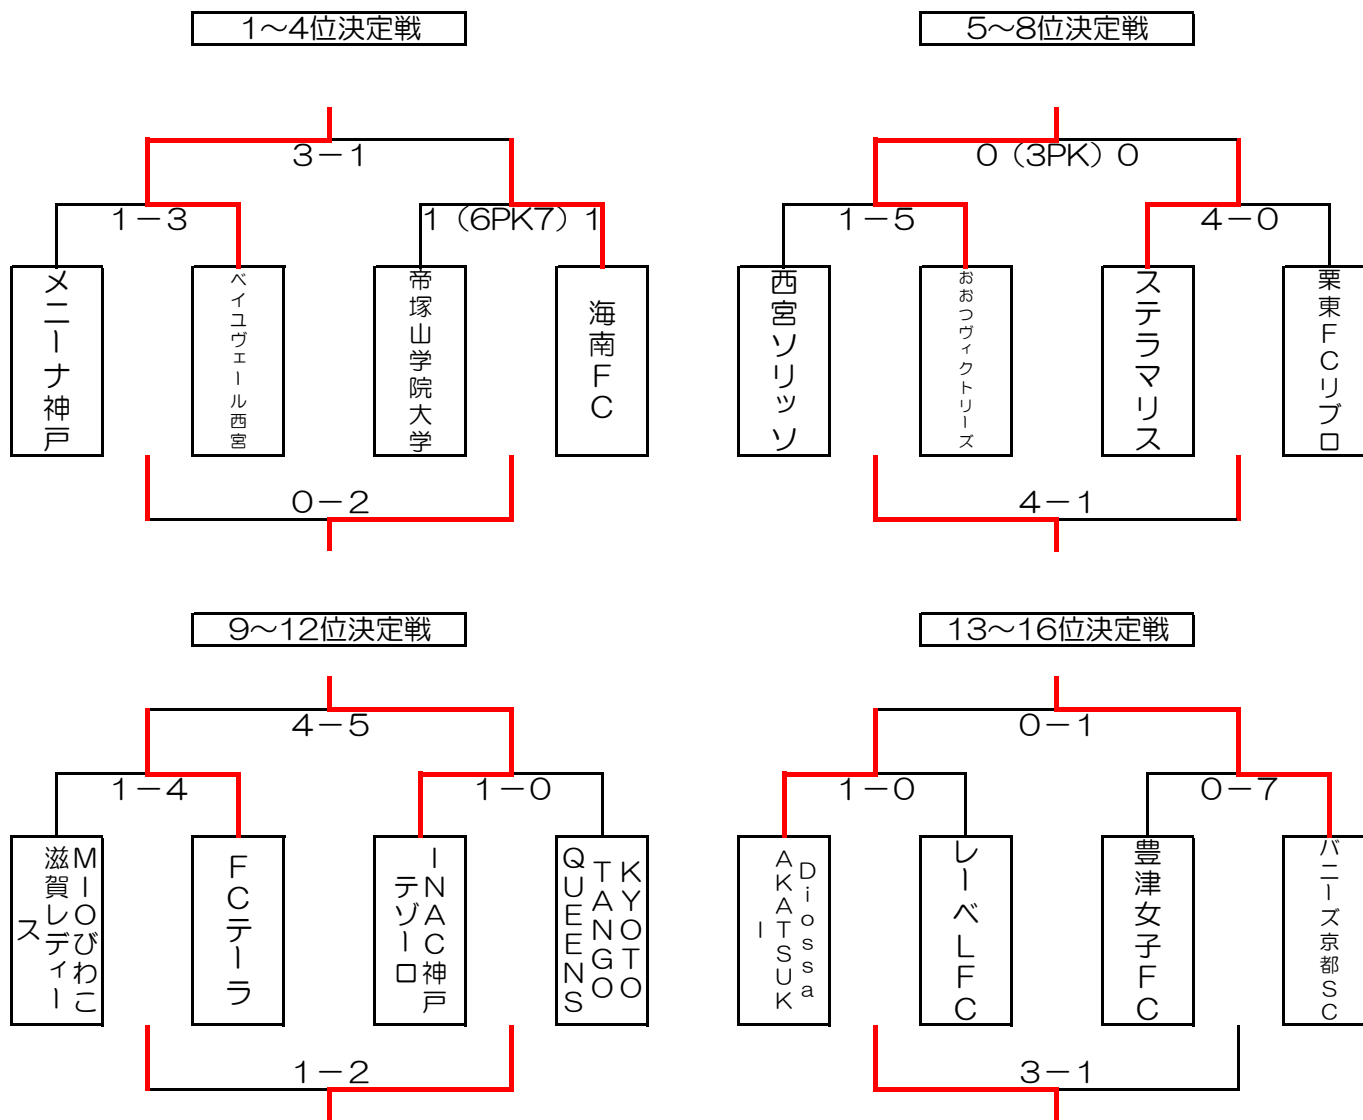 1～4位決定戦
3－1
1－3
1（6PK7）1
メニーナ神戸
ベイユヴェール西宮
帝塚山学院大学
海南FC
0－2
5～8位決定戦
0（3PK）0
1－5
4－0
西宮ソリッソ
おおつヴィクトリーズ
ステラマリス
栗東FCリブロ
4－1
9～12位決定戦
4－5
1－4
1－0
MIOびわこ
滋賀レディー
ス
FCテーラ
INAC神戸
テゾーロ
KYOTO
TANGO
QUEENS
1－2
13～16位決定戦
0－1
1－0
0－7
Diossa
AKATSUK
I
レーベLFC
豊津女子FC
バニーズ京都SC
3－1